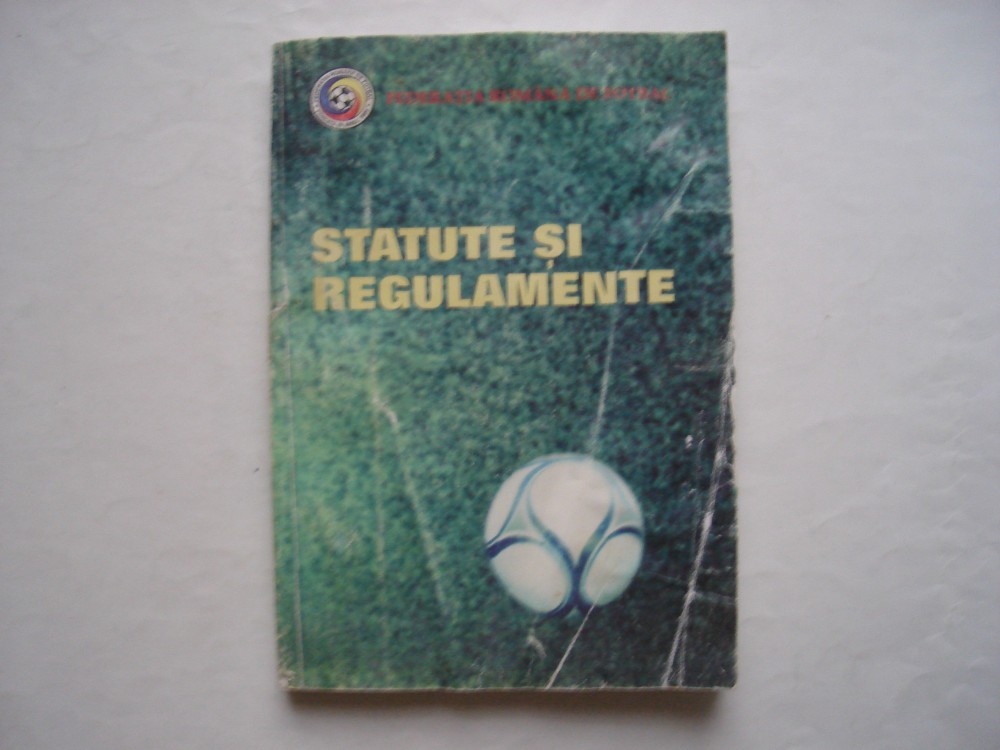 FEDERAȚIA ROMÂNĂ DE FOTBAL
STATUTE ȘI
REGULAMENTE